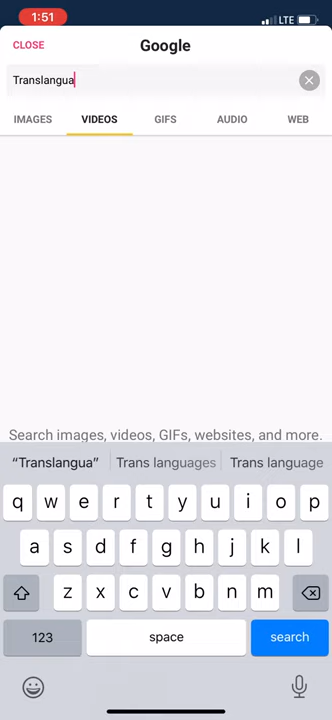 1:51
LTE
CLOSE
Google
Translangua
IMAGES VIDEOS GIFS AUDIO WEB
Search images, videos, GIFs, websites, and more.
“Translangua” Trans languages Trans language
q w e r t y u i o p
a s d f g h j k l
z x c v b n m
123 space search